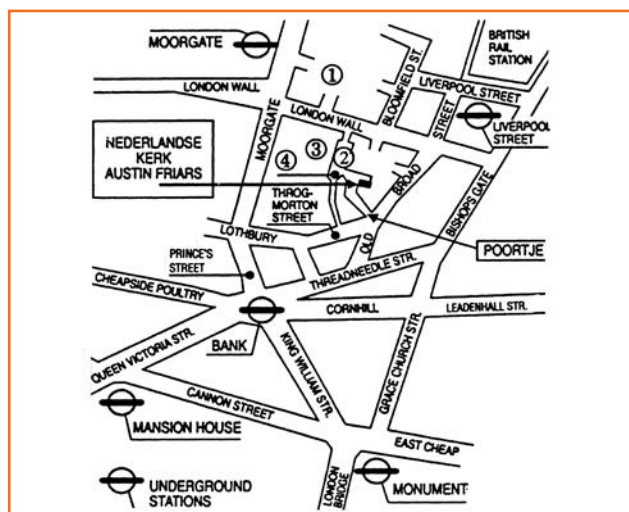 MOORGATE
BRITISH
RAIL
STATION
LONDON WALL
①
BLOOMFIELD ST.
LIVERPOOL STREET
LONDON WALL
MOORGATE
STREET
LIVERPOOL
STREET
NEDERLANDSE
KERK
AUSTIN FRIARS
④
③
②
THROG-
MORTON
STREET
BROAD
OLD
BISHOP'S GATE
LOTHBURY
POORTJE
PRINCE'S
STREET
THREADNEEDLE STR.
CHEAPSIDE POULTRY
CORNHILL
LEADENHALL STR.
BANK
QUEEN VICTORIA STR.
KING WILLIAM STR.
GRACE CHURCH STR.
CANNON STREET
MANSION HOUSE
EAST CHEAP
UNDERGROUND
STATIONS
LONDON
BRIDGE
MONUMENT